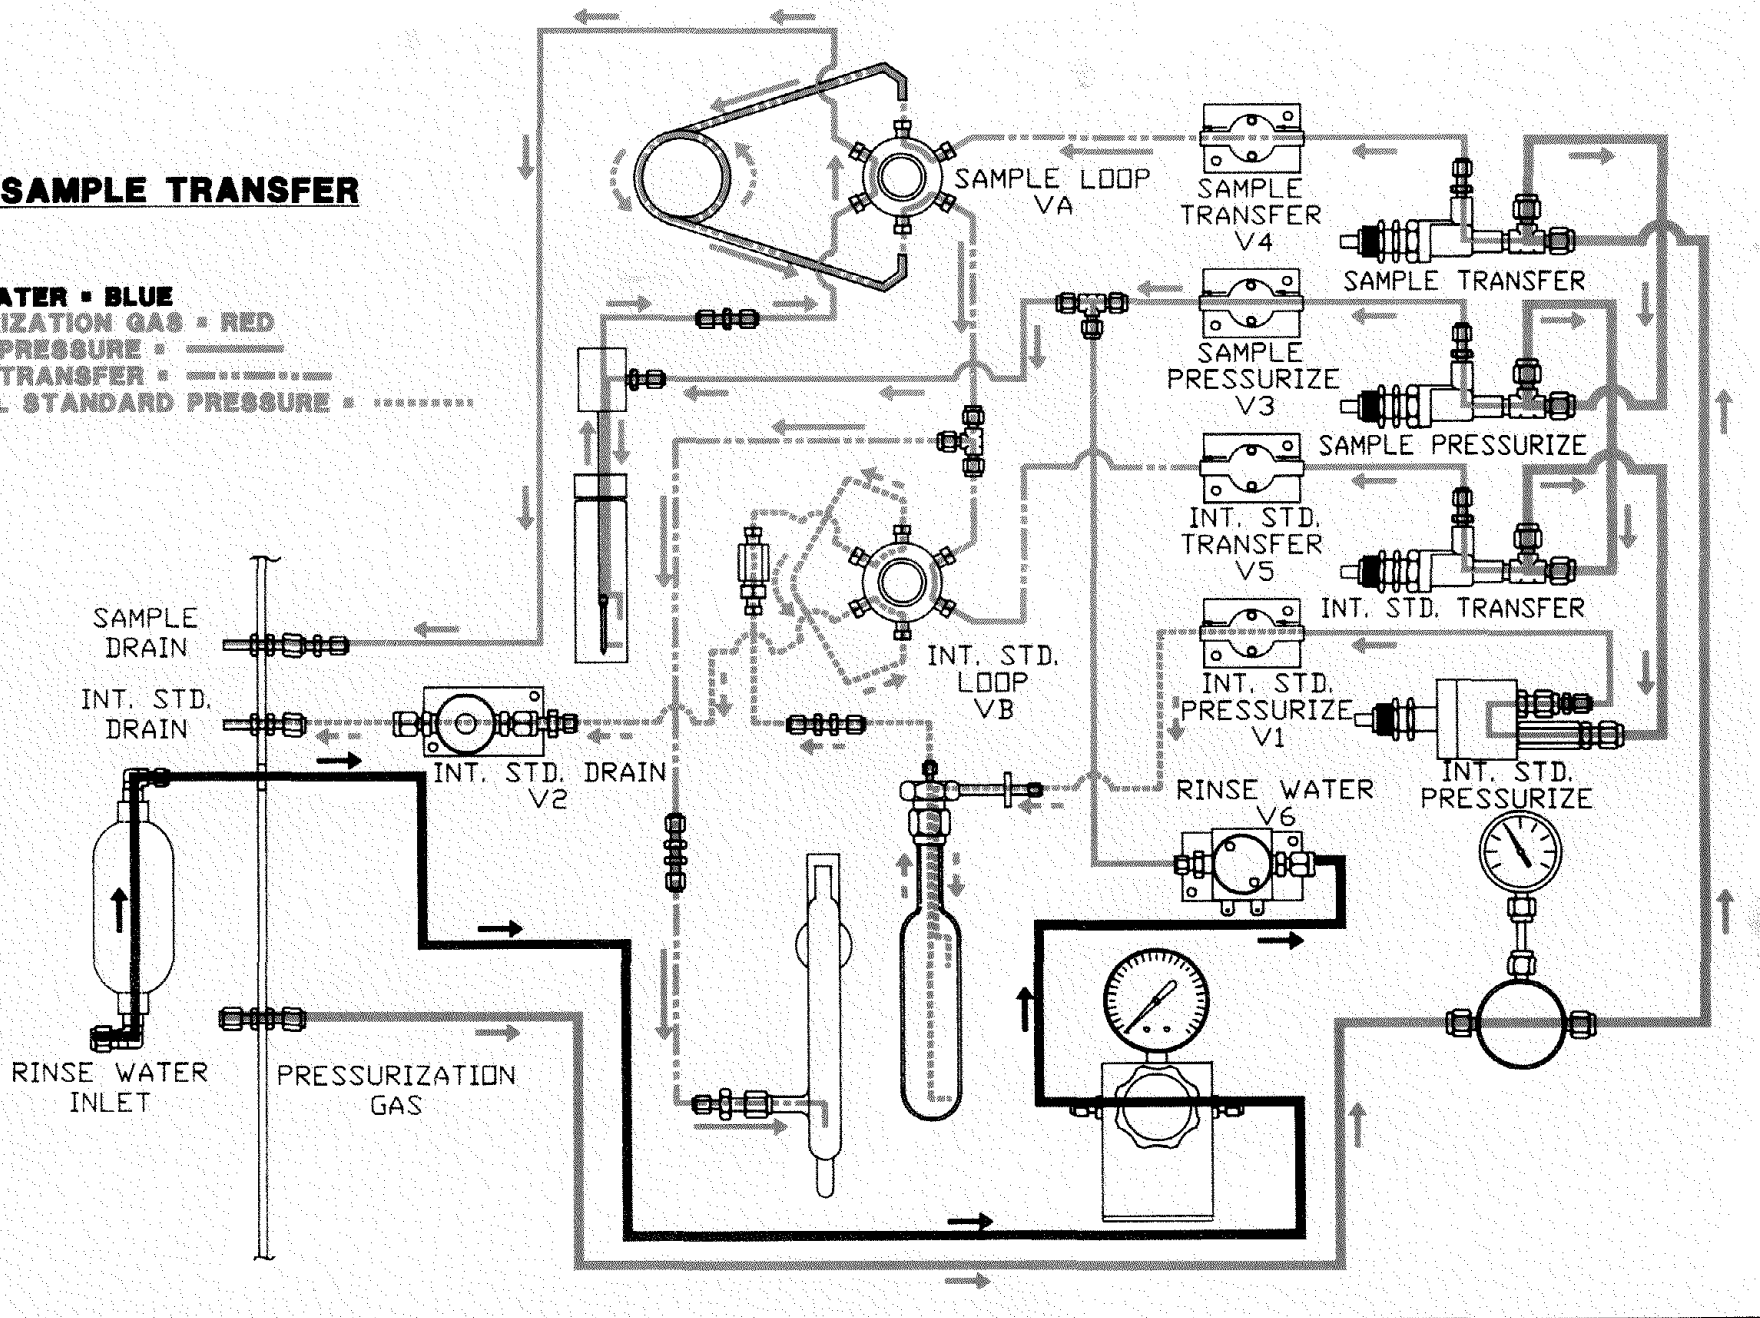 SAMPLE TRANSFER
ATER = BLUE
IZATION GAS = RED
PRESSURE =
TRANSFER =
L STANDARD PRESSURE =
SAMPLE LOOP
VA
SAMPLE
TRANSFER
V4
SAMPLE TRANSFER
SAMPLE
PRESSURIZE
V3
SAMPLE PRESSURIZE
INT. STD.
TRANSFER
V5
INT. STD. TRANSFER
SAMPLE
DRAIN
INT. STD.
LOOP
VB
INT. STD.
PRESSURIZE
V1
INT. STD.
DRAIN
INT. STD. DRAIN
V2
INT. STD.
PRESSURIZE
RINSE WATER
V6
RINSE WATER
INLET
PRESSURIZATION
GAS